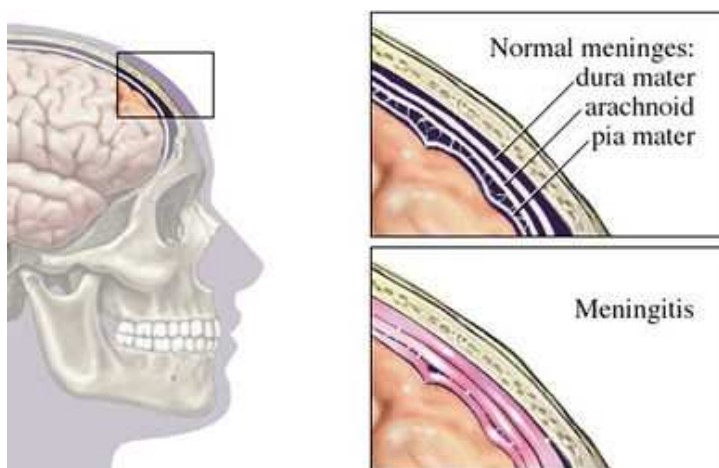 Normal meninges:
dura mater
arachnoid
pia mater
Meningitis